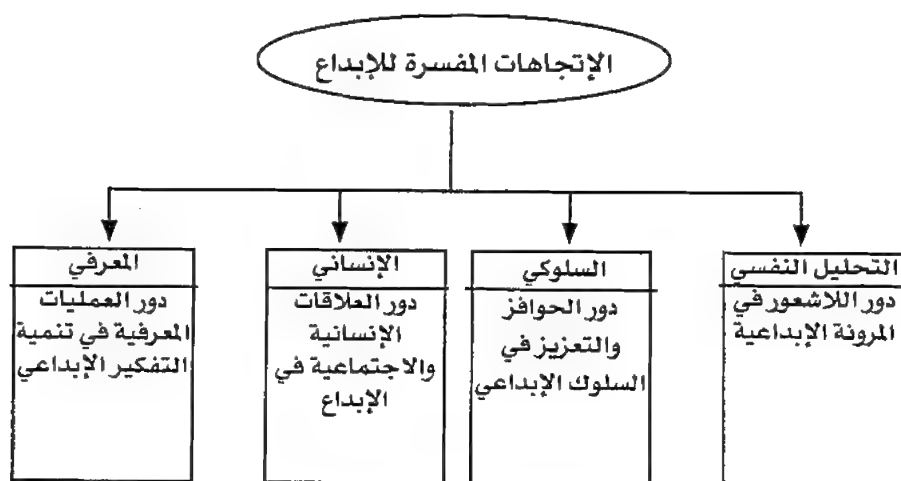 الإتجاهات المفسرة للإبداع
التحليل النفسي
دور اللاشعور في
المرونة الإبداعية
السلوكي
دور الحوافز
والتعزيز في
السلوك الإبداعي
الإنساني
دور العلاقات
الإنسانية
والاجتماعية في
الإبداع
المعرفي
دور العمليات
المعرفية في تنمية
التفكير الإبداعي